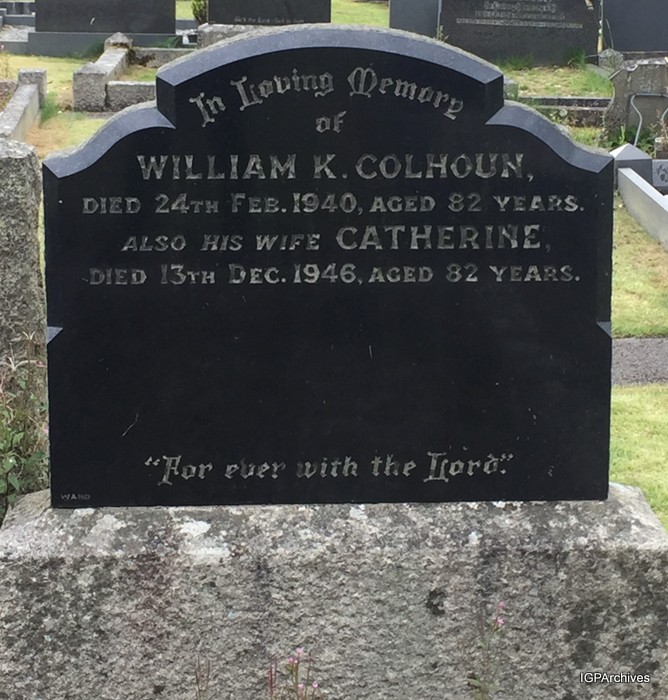 In Loving Memory
of
WILLIAM K. COLHOUN,
DIED 24TH FEB. 1940, AGED 82 YEARS.
ALSO HIS WIFE CATHERINE,
DIED 13TH DEC. 1946, AGED 82 YEARS.
"For ever with the Lord."
WARD
IGPArchives